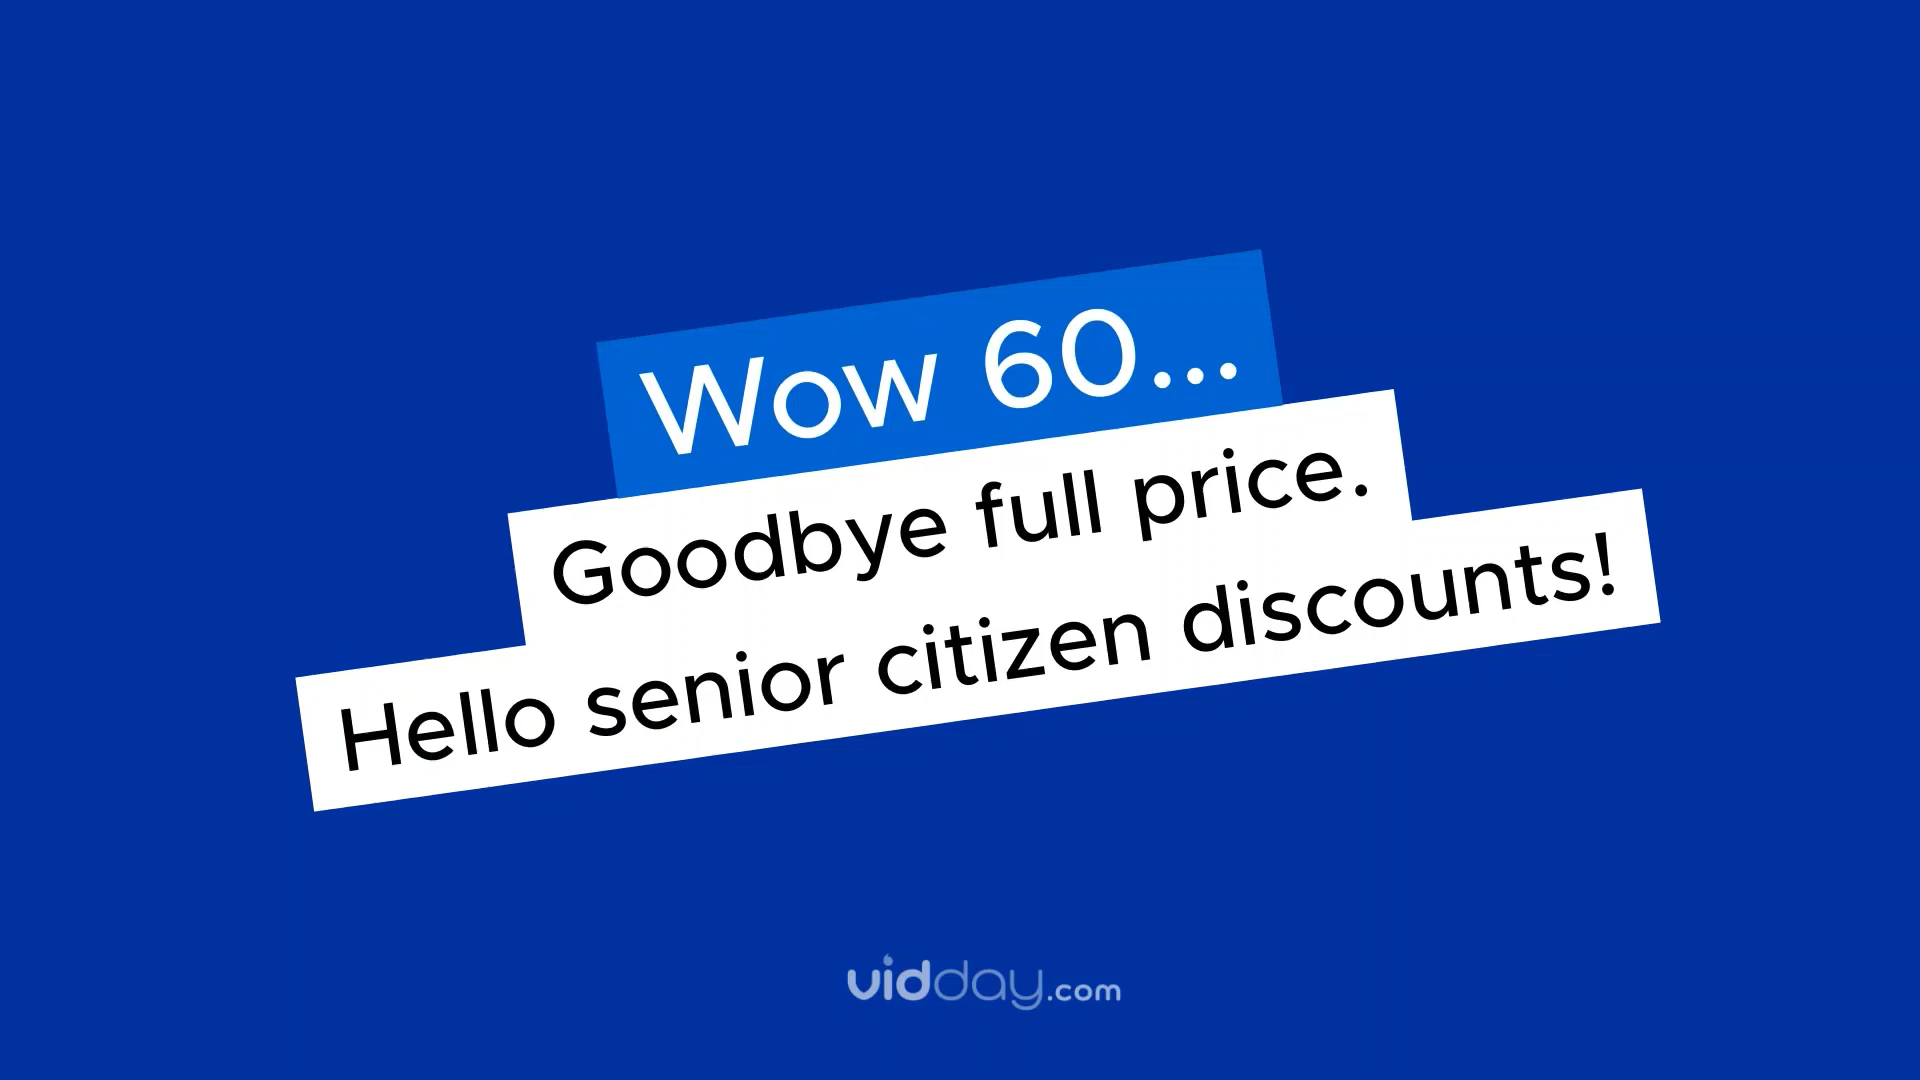 Wow 60...
Goodbye full price.
Hello senior citizen discounts!
vidday.com